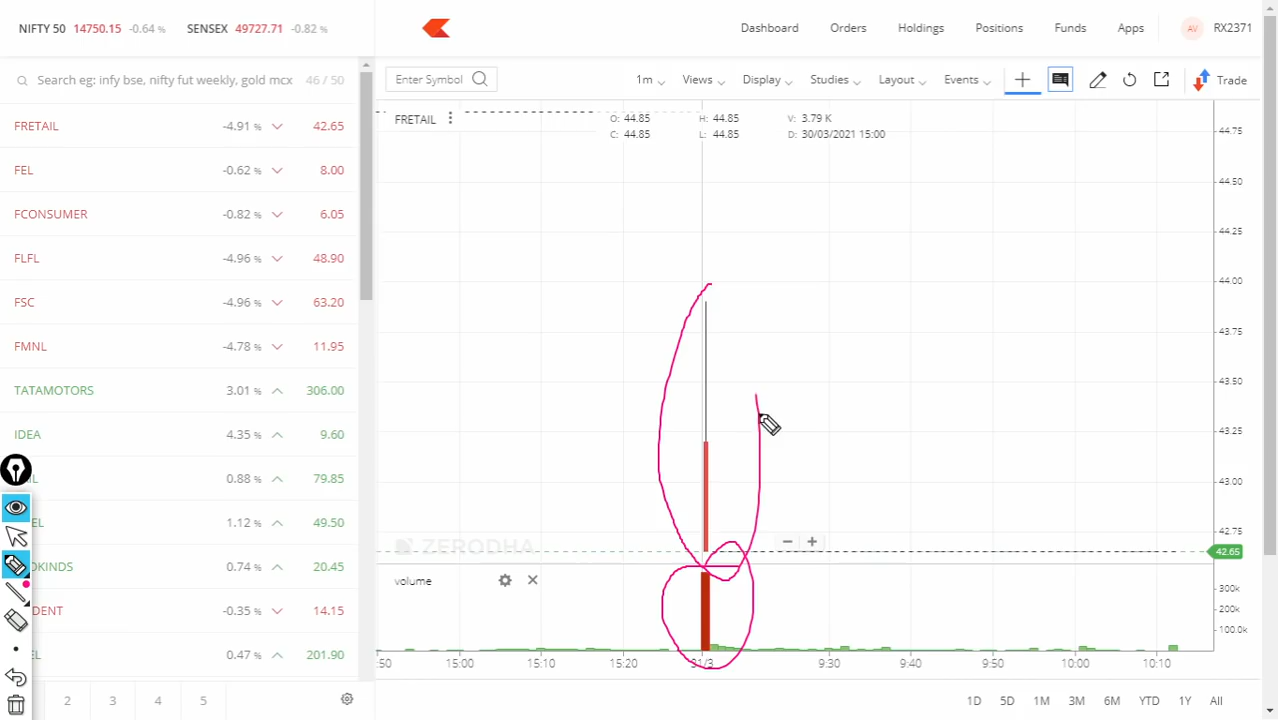 NIFTY 50 14750.15 -0.64 % SENSEX 49727.71 -0.82 %
Dashboard Orders Holdings Positions Funds Apps AV RX2371
Search eg: infy bse, nifty fut weekly, gold mcx 46 / 50
Enter Symbol 1m Views Display Studies Layout Events Trade
FRETAIL -4.91 % 42.65
FEL -0.62 % 8.00
FCONSUMER -0.82 % 6.05
FLFL -4.96 % 48.90
FSC -4.96 % 63.20
FMNL -4.78 % 11.95
TATAMOTORS 3.01 % 306.00
IDEA 4.35 % 9.60
IL 0.88 % 79.85
EL 1.12 % 49.50
OKINDS 0.74 % 20.45
DENT -0.35 % 14.15
EL 0.47 % 201.90
2 3 4 5
FRETAIL
O: 44.85 H: 44.85 V: 3.79 K
C: 44.85 L: 44.85 D: 30/03/2021 15:00
44.75
44.50
44.25
44.00
43.75
43.50
43.25
43.00
42.75
42.65
ZERODHA
volume
300k
200k
100.0k
:50 15:00 15:10 15:20 31/3 9:30 9:40 9:50 10:00 10:10
1D 5D 1M 3M 6M YTD 1Y All